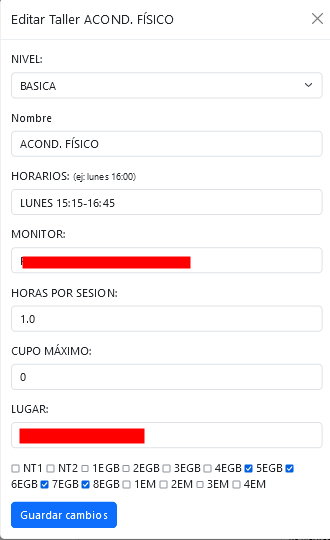 Editar Taller ACOND. FÍSICO
NIVEL:
BASICA
Nombre
ACOND. FÍSICO
HORARIOS: (ej: lunes 16:00)
LUNES 15:15-16:45
MONITOR:
HORAS POR SESION:
1.0
CUPO MÁXIMO:
0
LUGAR:
NT1 NT2 1EGB 2EGB 3EGB 4EGB 5EGB
6EGB 7EGB 8EGB 1EM 2EM 3EM 4EM
Guardar cambios